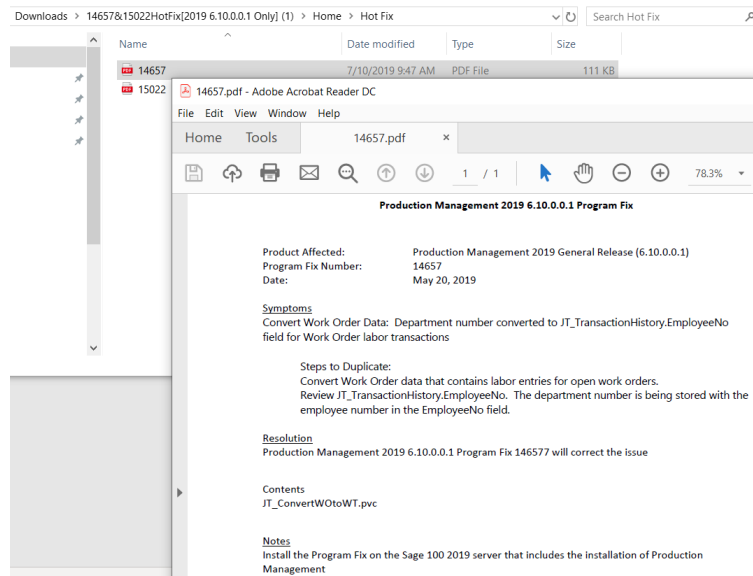 Downloads > 14657&15022HotFix[2019 6.10.0.0.1 Only] (1) > Home > Hot Fix
Search Hot Fix
Name Date modified Type Size
14657 7/10/2019 9:47 AM PDF File 111 KB
15022
14657.pdf - Adobe Acrobat Reader DC
File Edit View Window Help
Home Tools 14657.pdf ×
1 / 1 78.3%
Production Management 2019 6.10.0.0.1 Program Fix
Product Affected: Production Management 2019 General Release (6.10.0.0.1)
Program Fix Number: 14657
Date: May 20, 2019
Symptoms
Convert Work Order Data: Department number converted to JT_TransactionHistory.EmployeeNo
field for Work Order labor transactions
Steps to Duplicate:
Convert Work Order data that contains labor entries for open work orders.
Review JT_TransactionHistory.EmployeeNo. The department number is being stored with the
employee number in the EmployeeNo field.
Resolution
Production Management 2019 6.10.0.0.1 Program Fix 146577 will correct the issue
Contents
JT_ConvertWOtoWT.pvc
Notes
Install the Program Fix on the Sage 100 2019 server that includes the installation of Production
Management